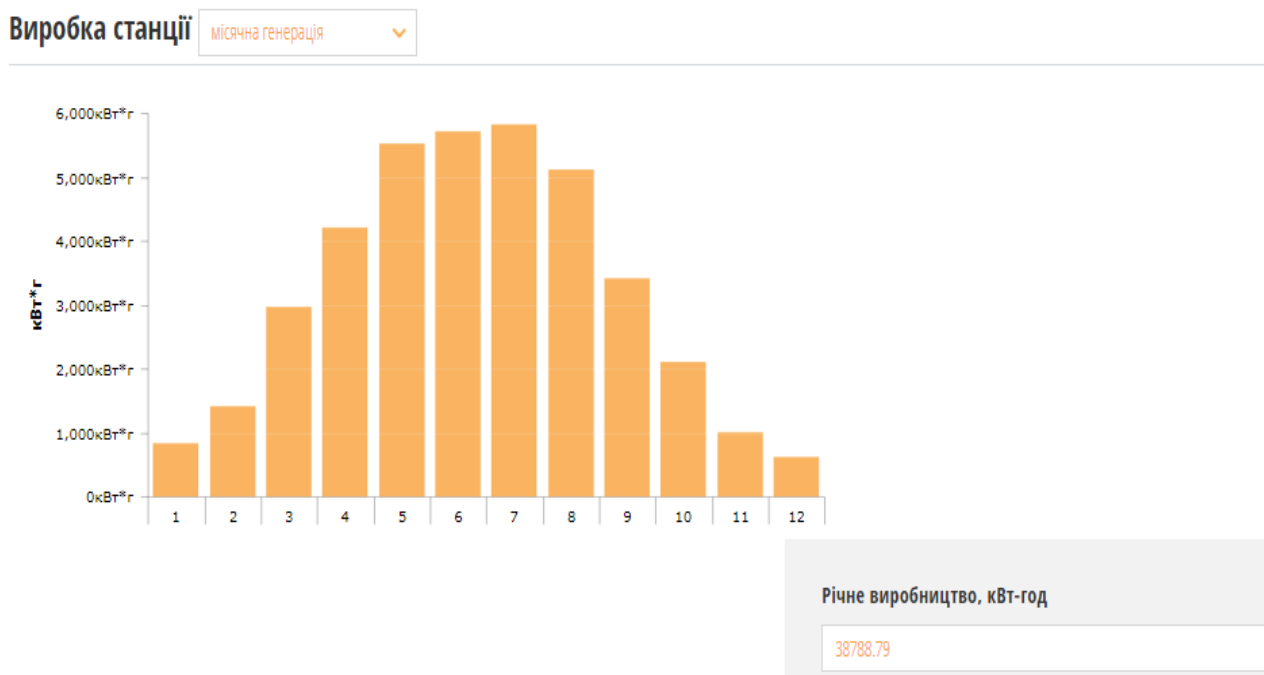 Виробка станції
місячна генерація
6,000кВт*г
5,000кВт*г
4,000кВт*г
3,000кВт*г
2,000кВт*г
1,000кВт*г
0кВт*г
кВт*г
1 2 3 4 5 6 7 8 9 10 11 12
Річне виробництво, кВт-год
38788.79